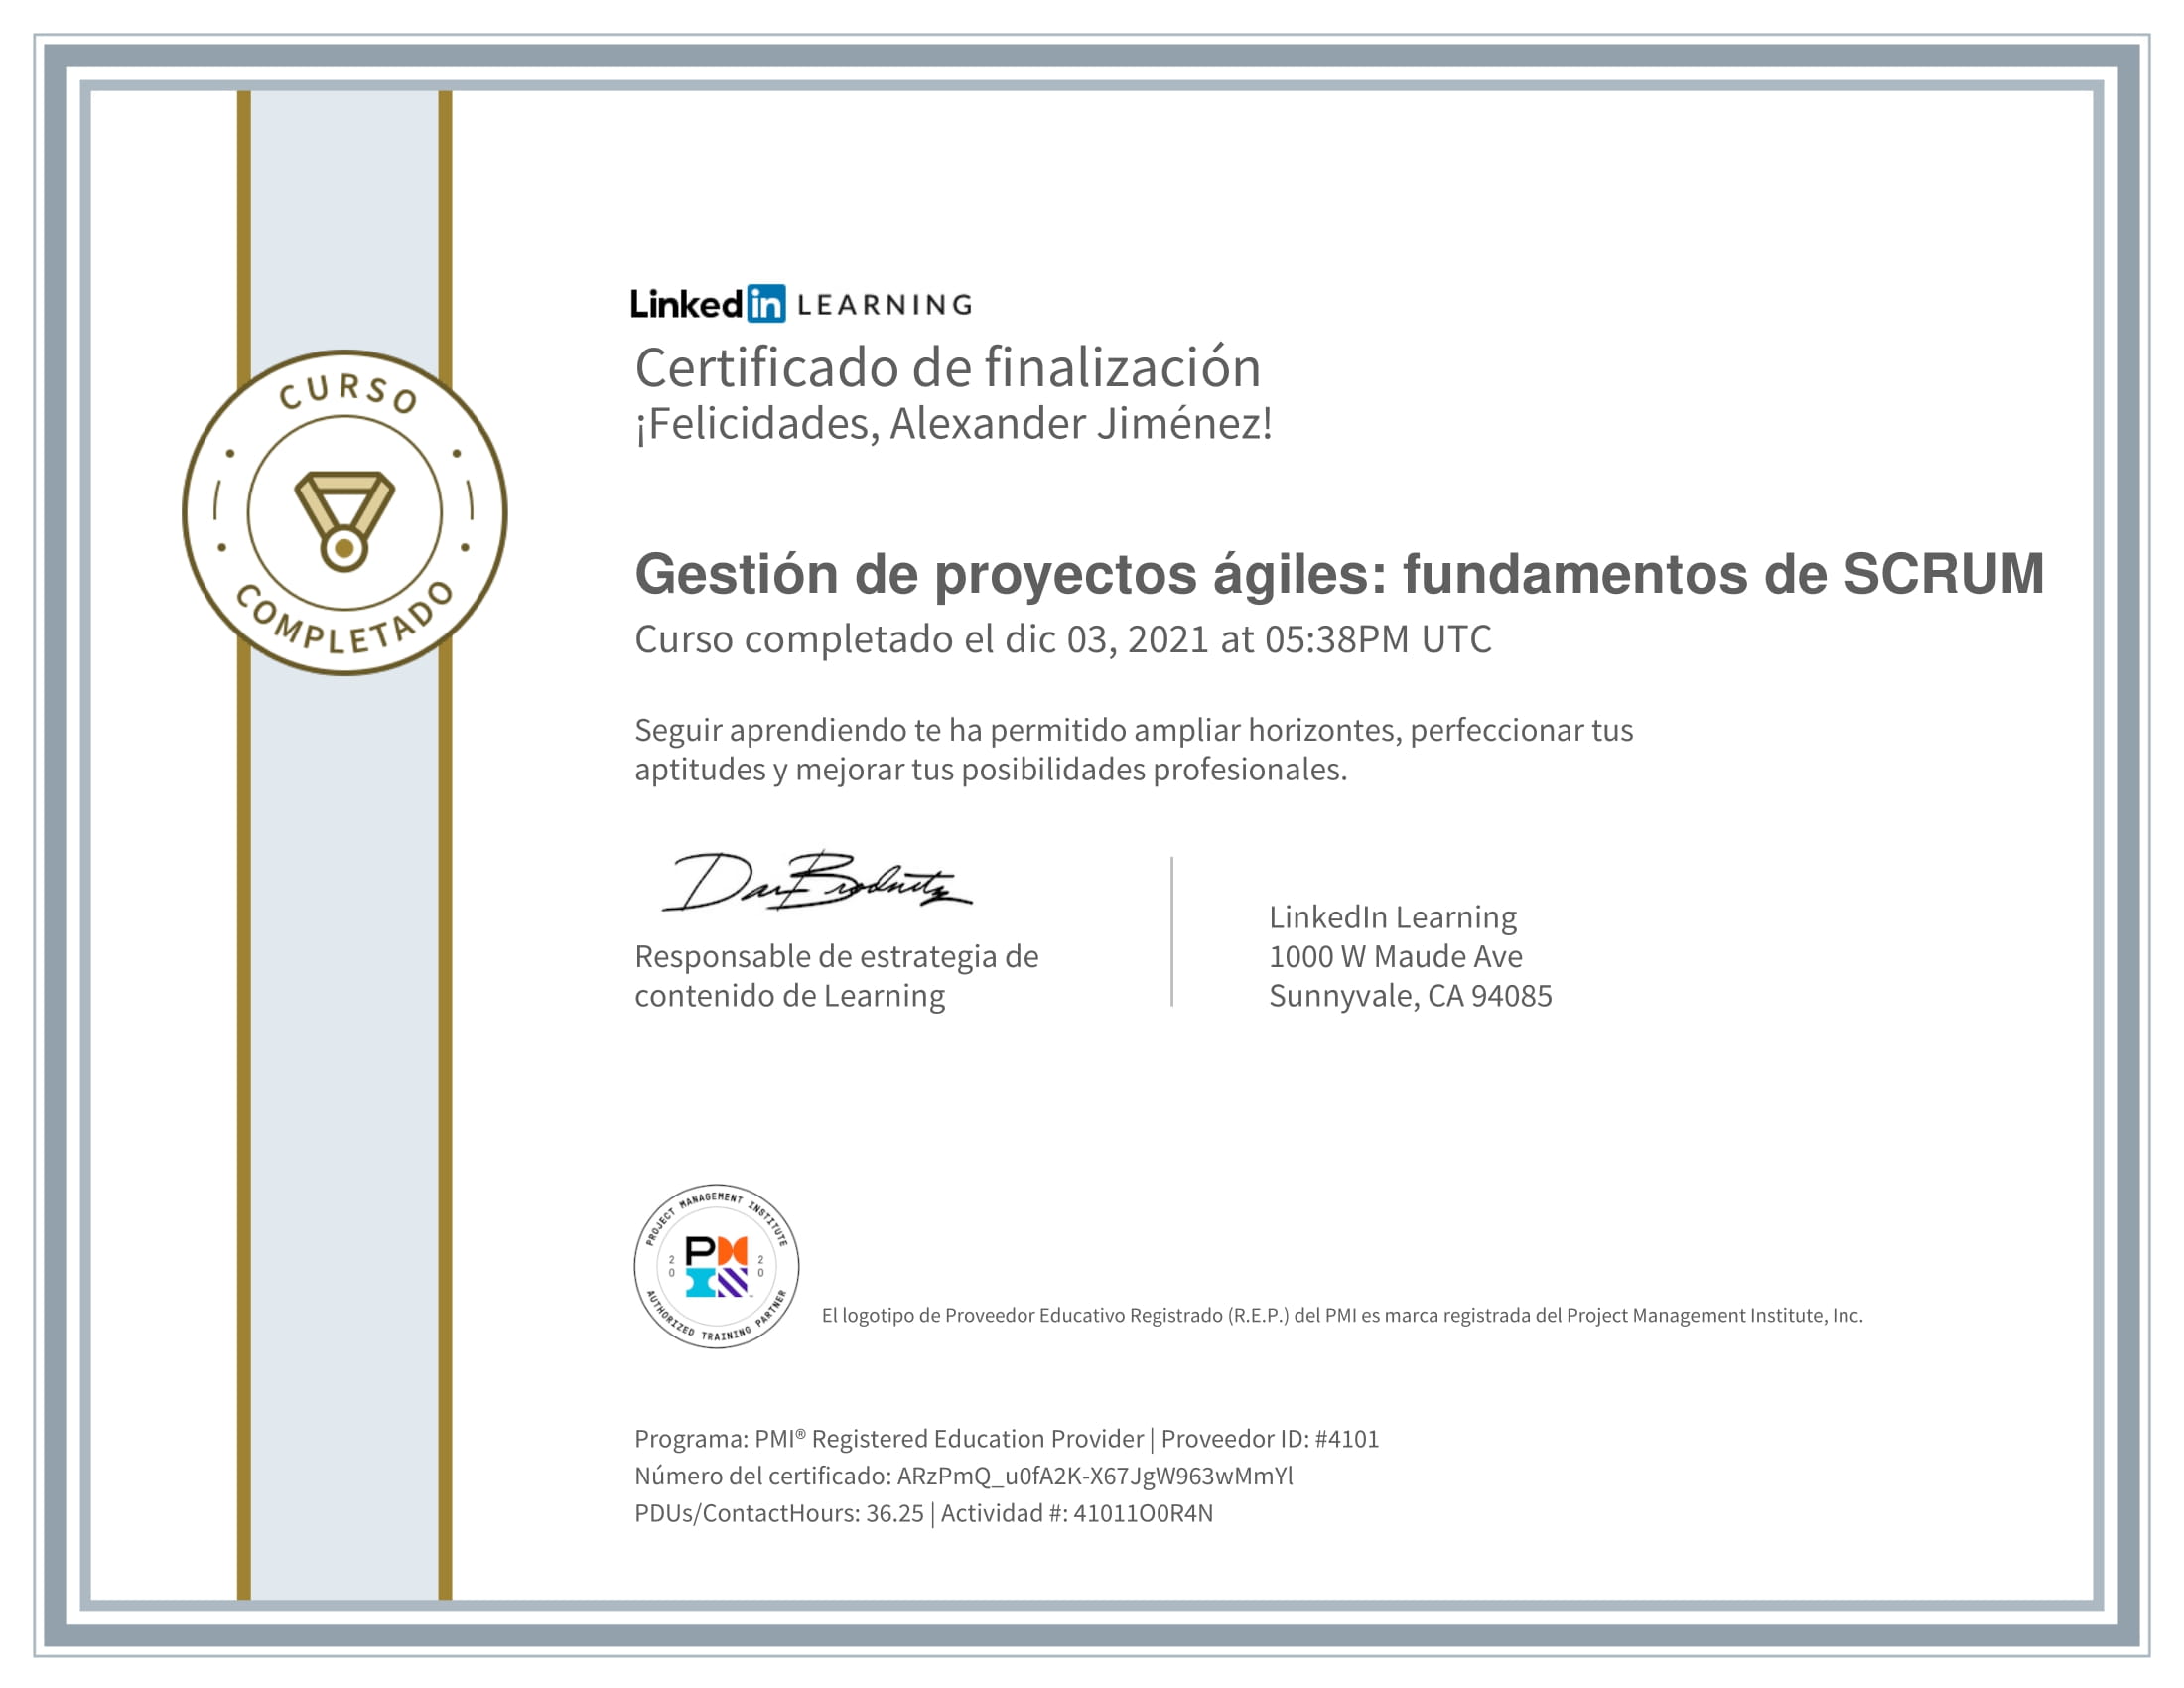 CURSO
COMPLETADO
Linkedin LEARNING
Certificado de finalización
¡Felicidades, Alexander Jiménez!
Gestión de proyectos ágiles: fundamentos de SCRUM
Curso completado el dic 03, 2021 at 05:38PM UTC
Seguir aprendiendo te ha permitido ampliar horizontes, perfeccionar tus
aptitudes y mejorar tus posibilidades profesionales.
Responsable de estrategia de
contenido de Learning
LinkedIn Learning
1000 W Maude Ave
Sunnyvale, CA 94085
PROJECT MANAGEMENT INSTITUTE
20 20
PMI
AUTHORIZED TRAINING PARTNER
El logotipo de Proveedor Educativo Registrado (R.E.P.) del PMI es marca registrada del Project Management Institute, Inc.
Programa: PMI® Registered Education Provider | Proveedor ID: #4101
Número del certificado: ARzPmQ_u0fA2K-X67JgW963wMmYl
PDUs/ContactHours: 36.25 | Actividad #: 41011O0R4N